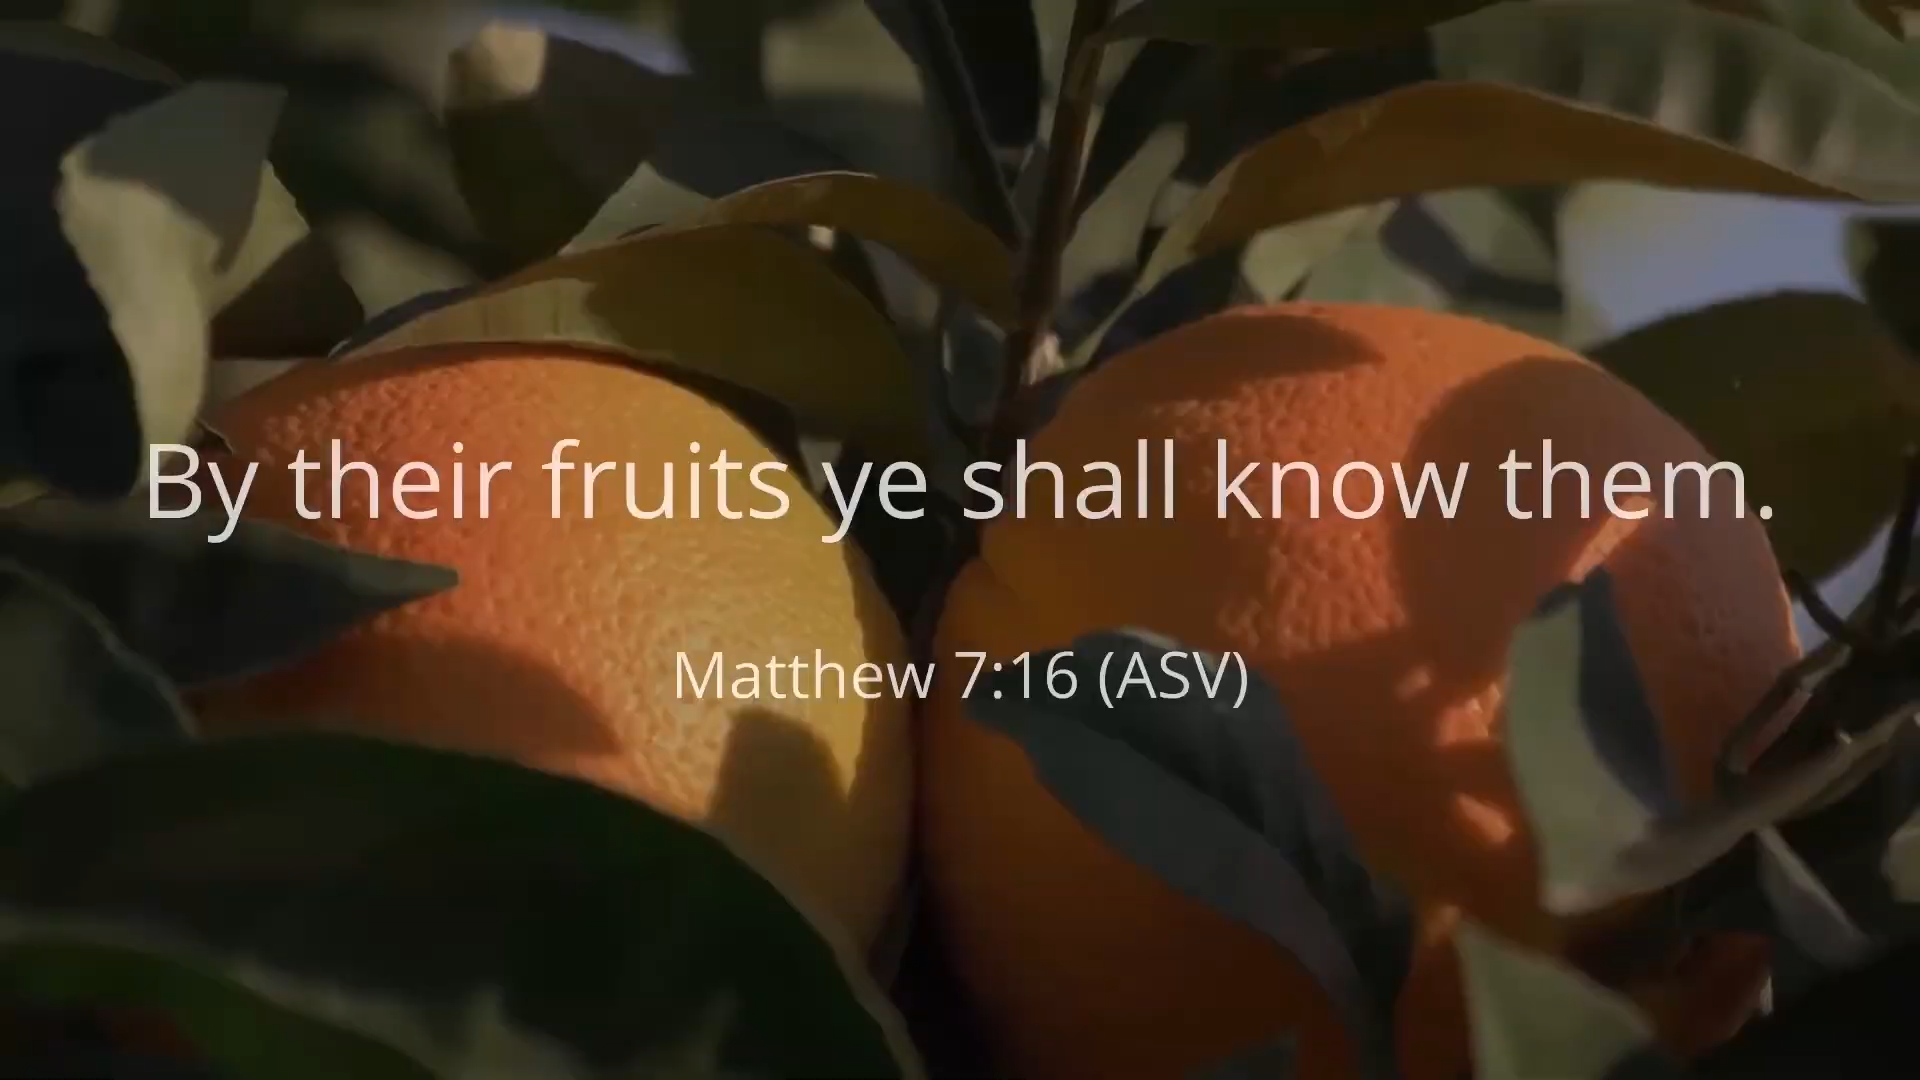 By their fruits ye shall know them.
Matthew 7:16 (ASV)